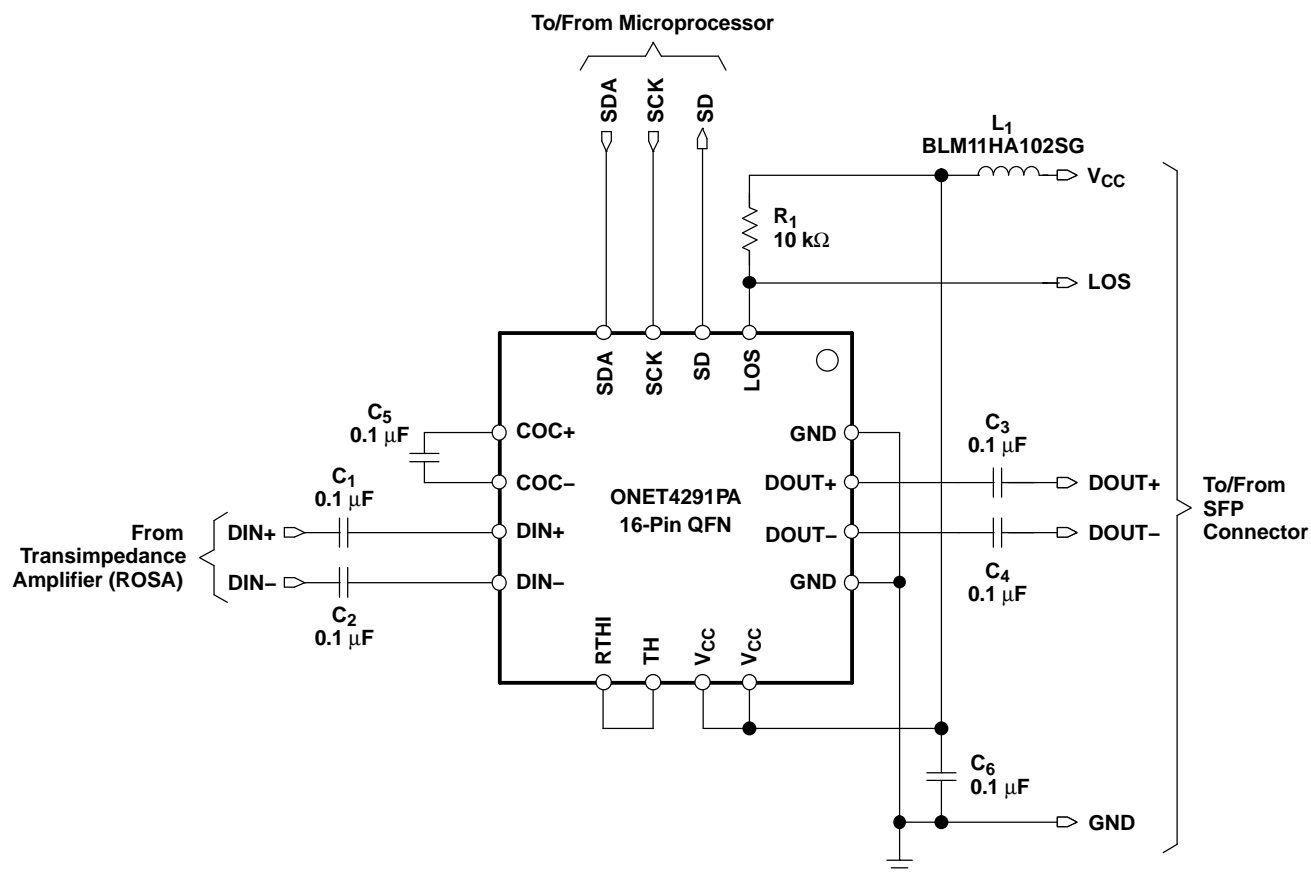 To/From Microprocessor
SDA
SCK
SD
L1
BLM11HA102SG
VCC
R1
10 kΩ
LOS
SDA
SCK
SD
LOS
C5
0.1 μF
COC+
COC−
GND
DOUT+
DOUT−
GND
ONET4291PA
16-Pin QFN
C3
0.1 μF
DOUT+
DOUT−
C4
0.1 μF
To/From
SFP
Connector
C1
0.1 μF
From
Transimpedance
Amplifier (ROSA)
DIN+
DIN−
DIN+
DIN−
C2
0.1 μF
RTHI
TH
VCC
VCC
C6
0.1 μF
GND